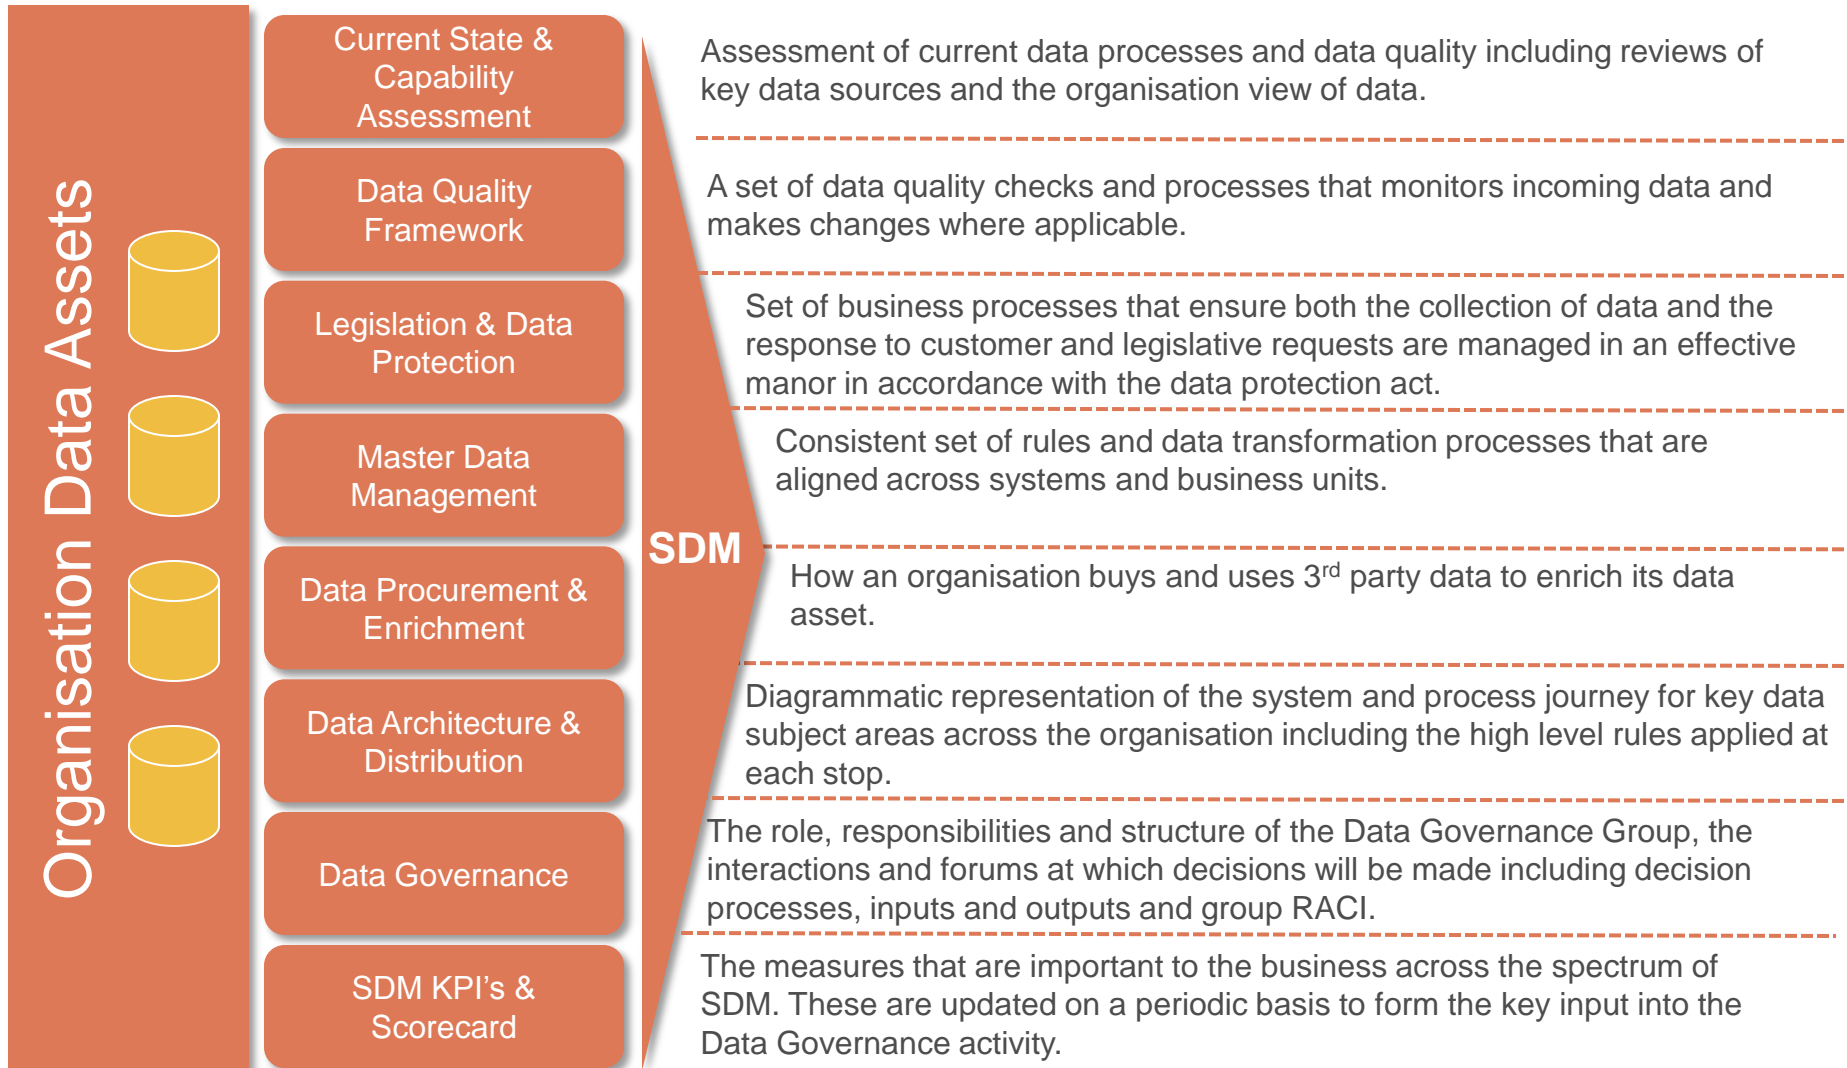 Organisation Data Assets
Current State &
Capability
Assessment
Assessment of current data processes and data quality including reviews of
key data sources and the organisation view of data.
Data Quality
Framework
A set of data quality checks and processes that monitors incoming data and
makes changes where applicable.
Legislation & Data
Protection
Set of business processes that ensure both the collection of data and the
response to customer and legislative requests are managed in an effective
manor in accordance with the data protection act.
Master Data
Management
Consistent set of rules and data transformation processes that are
aligned across systems and business units.
SDM
Data Procurement &
Enrichment
How an organisation buys and uses 3rd party data to enrich its data
asset.
Data Architecture &
Distribution
Diagrammatic representation of the system and process journey for key data
subject areas across the organisation including the high level rules applied at
each stop.
Data Governance
The role, responsibilities and structure of the Data Governance Group, the
interactions and forums at which decisions will be made including decision
processes, inputs and outputs and group RACI.
SDM KPI’s &
Scorecard
The measures that are important to the business across the spectrum of
SDM. These are updated on a periodic basis to form the key input into the
Data Governance activity.